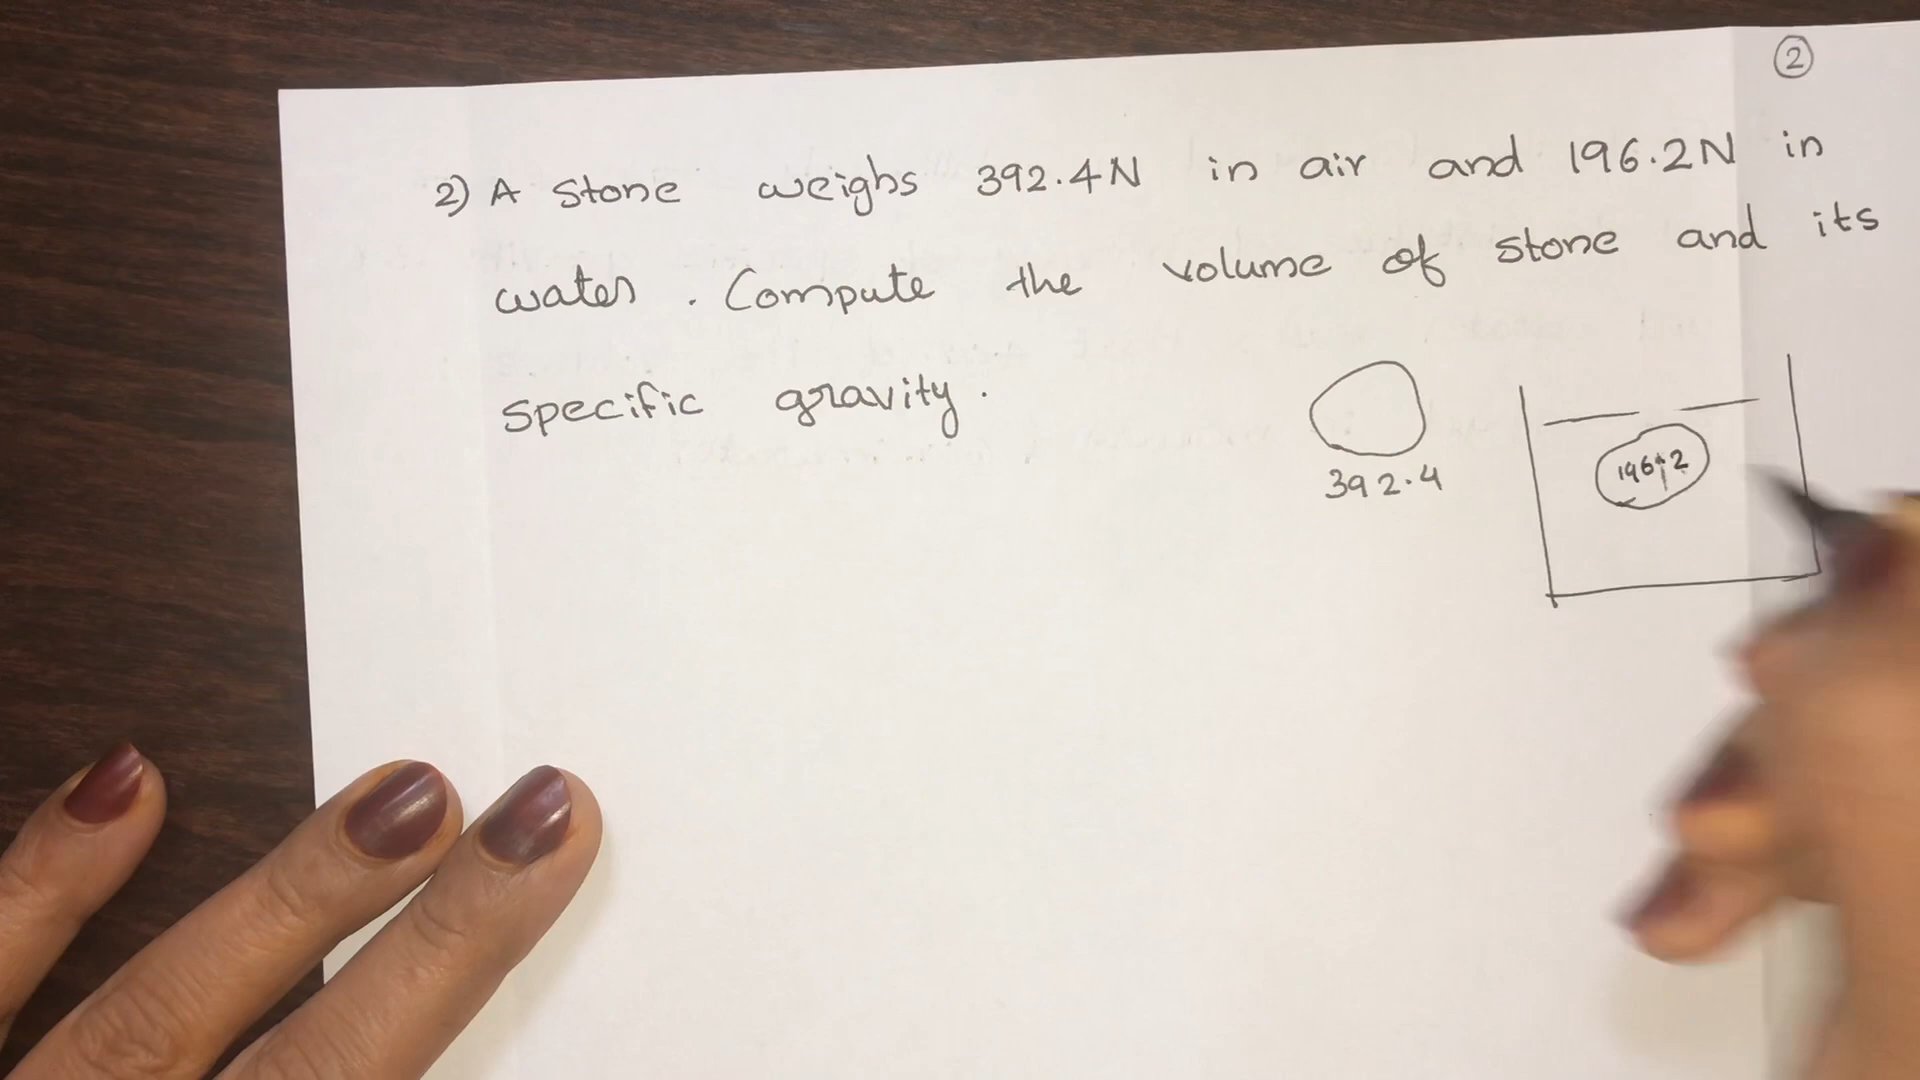 ②
2) A Stone weighs 392.4N in air and 196.2N in
water . Compute the volume of stone and its
specific gravity.
392.4
196.2